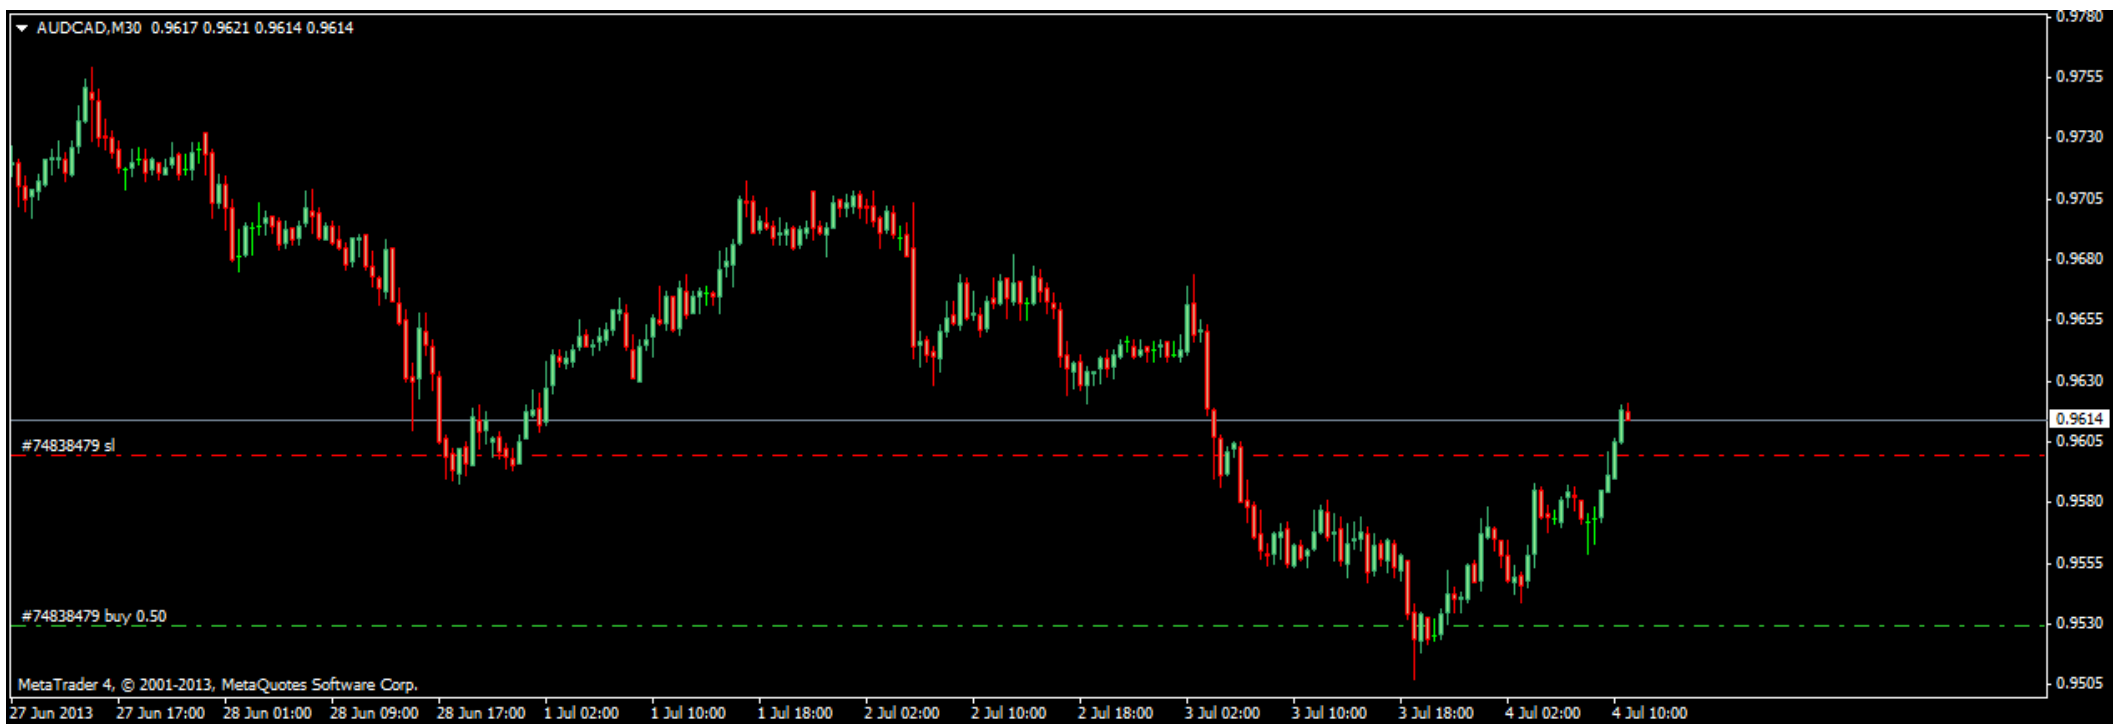 AUDCAD,M30 0.9617 0.9621 0.9614 0.9614
0.9780
0.9755
0.9730
0.9705
0.9680
0.9655
0.9630
0.9614
0.9605
#74838479 sl
0.9580
0.9555
0.9530
#74838479 buy 0.50
0.9505
MetaTrader 4, © 2001-2013, MetaQuotes Software Corp.
27 Jun 2013 27 Jun 17:00 28 Jun 01:00 28 Jun 09:00 28 Jun 17:00 1 Jul 02:00 1 Jul 10:00 1 Jul 18:00 2 Jul 02:00 2 Jul 10:00 2 Jul 18:00 3 Jul 02:00 3 Jul 10:00 3 Jul 18:00 4 Jul 02:00 4 Jul 10:00